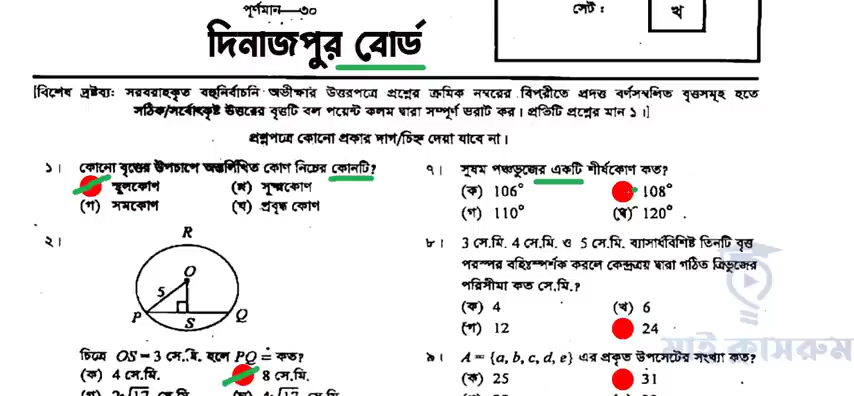 পূর্ণমান—৩০
সেট : খ
দিনাজপুর বোর্ড
[বিশেষ দ্রষ্টব্য: সরবরাহকৃত বহুনির্বাচনি অভীক্ষার উত্তরপত্রে প্রশ্নের ক্রমিক নম্বরের বিপরীতে প্রদত্ত বর্ণসম্বলিত বৃত্তসমূহ হতে
সঠিক/সর্বোৎকৃষ্ট উত্তরের বৃত্তটি বল পয়েন্ট কলম দ্বারা সম্পূর্ণ ভরাট কর। প্রতিটি প্রশ্নের মান ১।]
প্রশ্নপত্রে কোনো প্রকার দাগ/চিহ্ন দেয়া যাবে না।
১। কোনো বৃত্তের উপচাপে অন্তর্লিখিত কোণ নিচের কোনটি?
স্থূলকোণ (খ) সূক্ষ্মকোণ
(গ) সমকোণ (ঘ) প্রবৃদ্ধ কোণ
২।
R
O
5
P S Q
চিত্রে OS = 3 সে.মি. হলে PQ = কত?
(ক) 4 সে.মি. 8 সে.মি.
৭। সুষম পঞ্চভুজের একটি শীর্ষকোণ কত?
(ক) 106° 108°
(গ) 110° (ঘ) 120°
৮। 3 সে.মি. 4 সে.মি. ও 5 সে.মি. ব্যাসার্ধবিশিষ্ট তিনটি বৃত্ত
পরস্পর বহিঃস্পর্শক করলে কেন্দ্রত্রয় দ্বারা গঠিত ত্রিভুজের
পরিসীমা কত সে.মি.?
(ক) 4 (খ) 6
(গ) 12 24
৯। A = {a, b, c, d, e} এর প্রকৃত উপসেটের সংখ্যা কত?
(ক) 25 31
মাই ক্লাসরুম